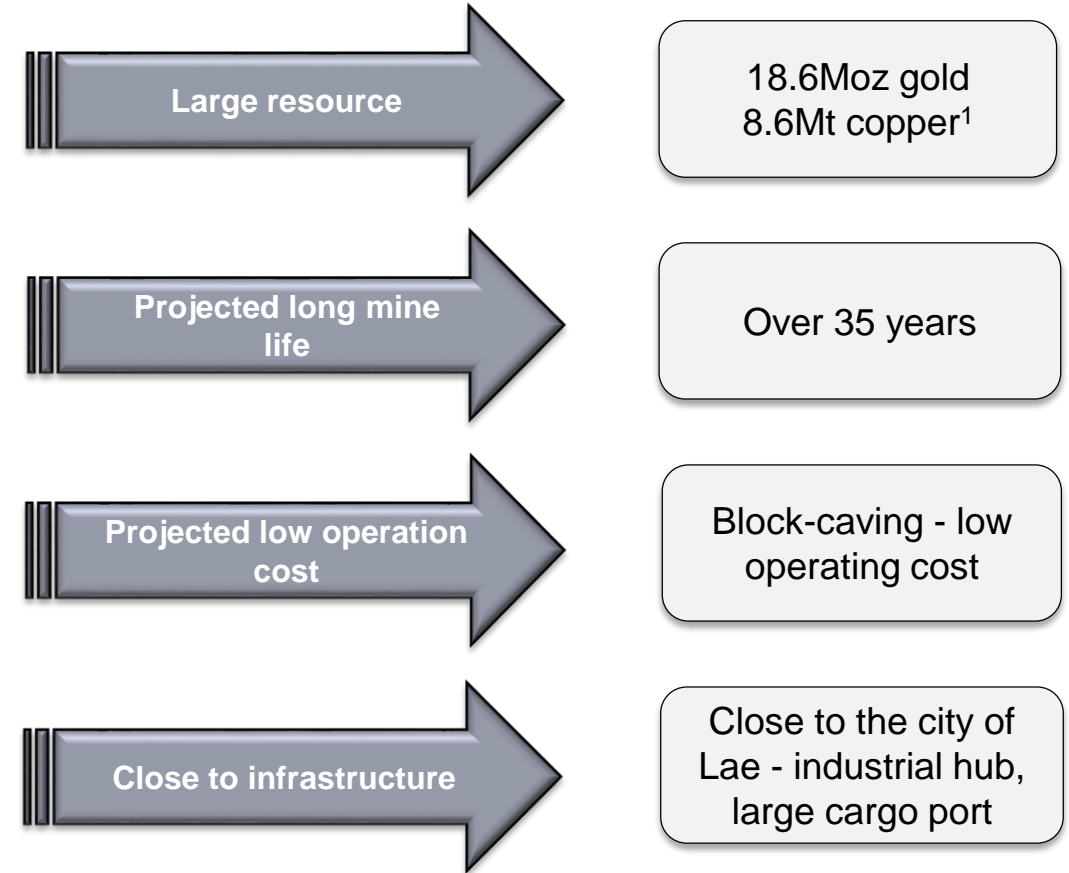 Large resource
18.6Moz gold
8.6Mt copper¹
Projected long mine
life
Over 35 years
Projected low operation
cost
Block-caving - low
operating cost
Close to infrastructure
Close to the city of
Lae - industrial hub,
large cargo port